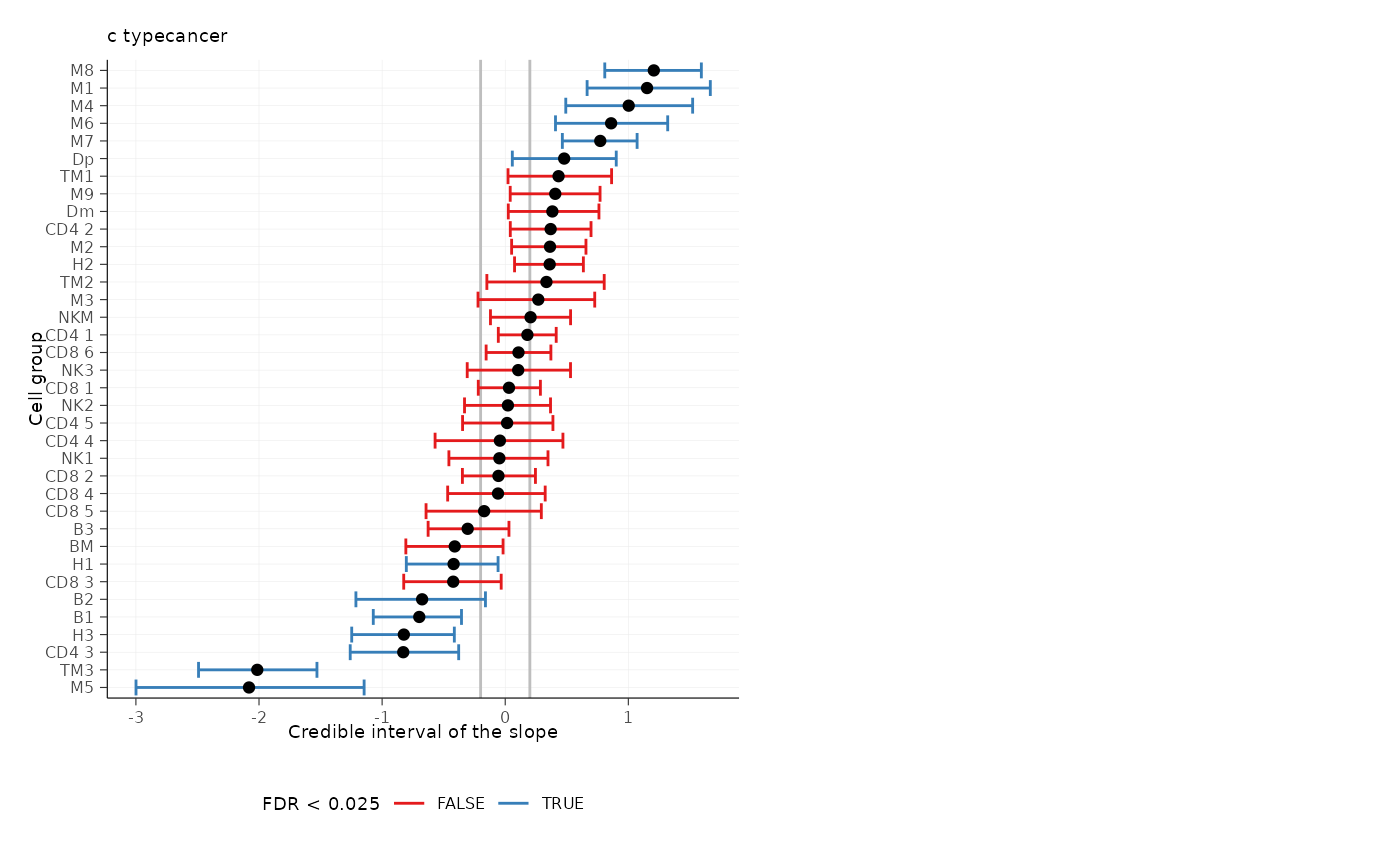 c typecancer
M8
M1
M4
M6
M7
Dp
TM1
M9
Dm
CD4 2
M2
H2
TM2
M3
NKM
CD4 1
CD8 6
NK3
CD8 1
NK2
CD4 5
CD4 4
NK1
CD8 2
CD8 4
CD8 5
B3
BM
H1
CD8 3
B2
B1
H3
CD4 3
TM3
M5
Cell group
-3 -2 -1 0 1
Credible interval of the slope
FDR < 0.025 FALSE TRUE